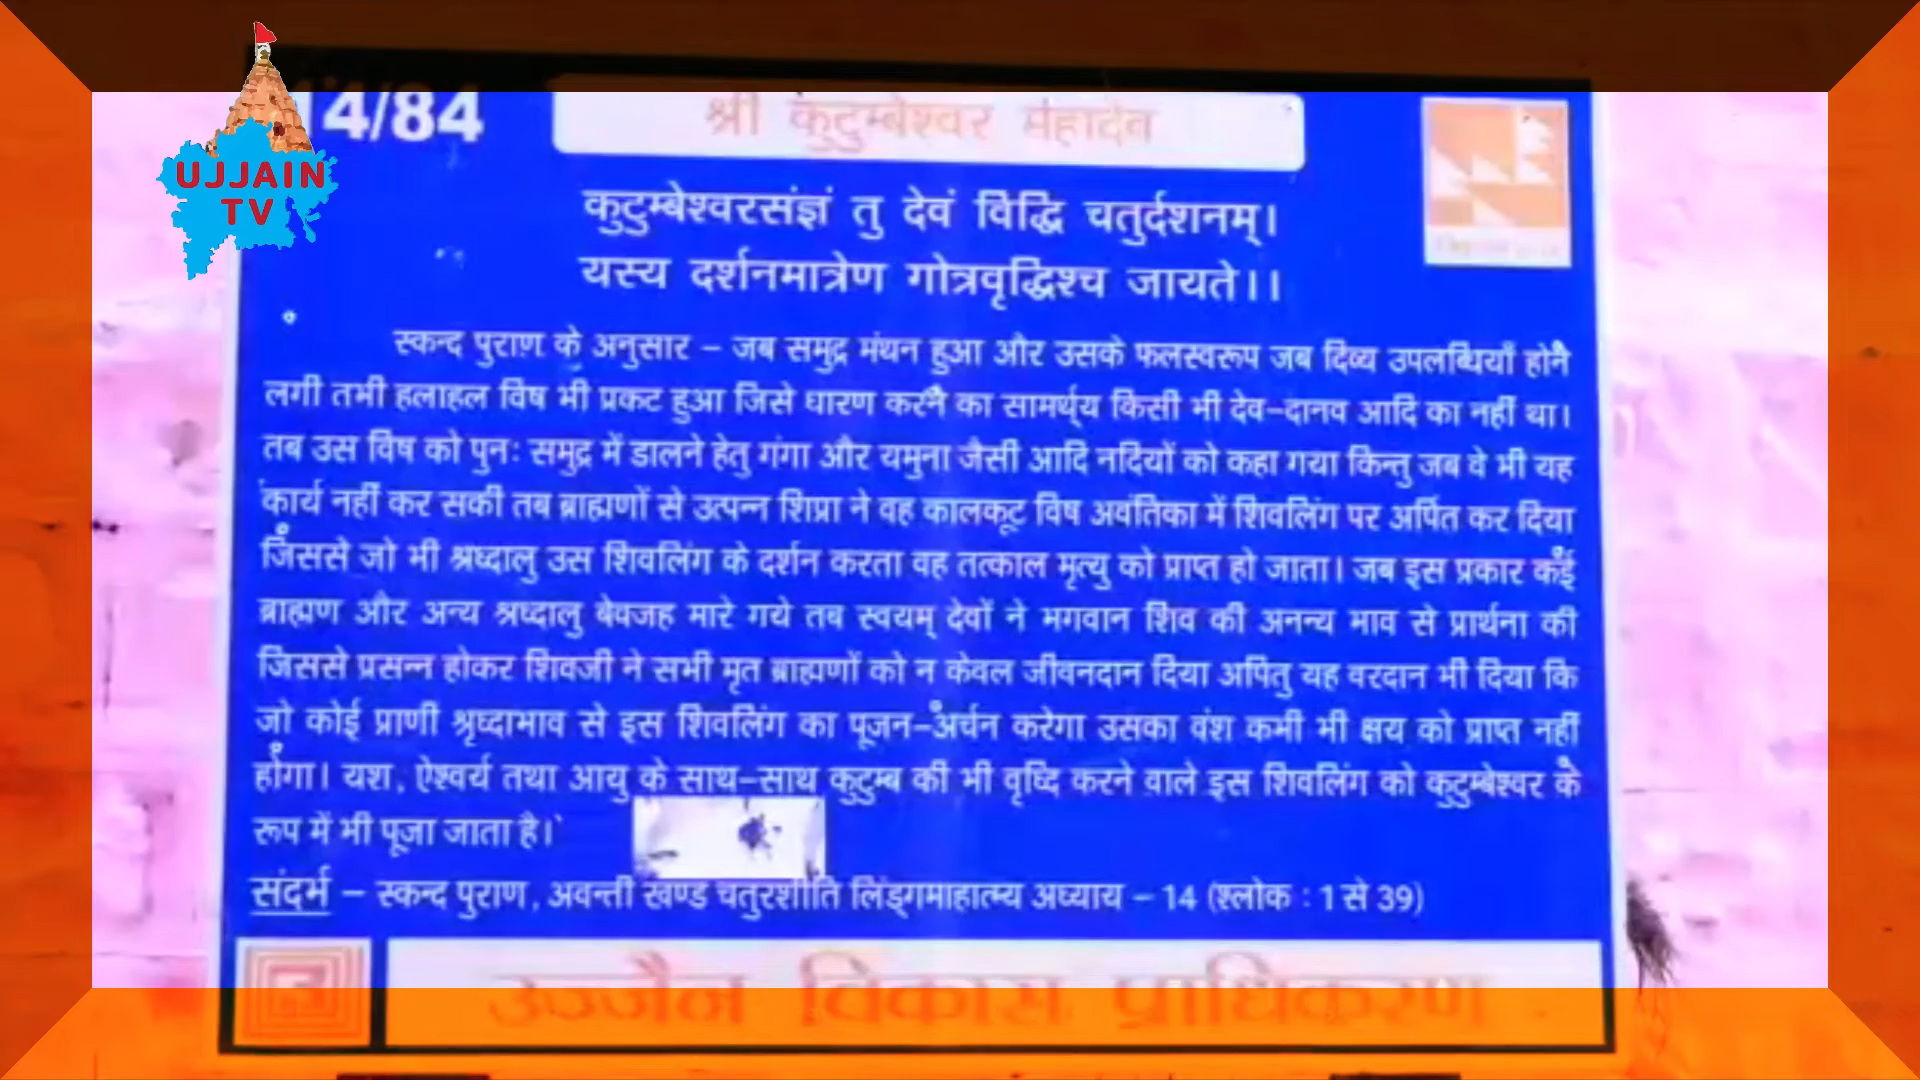 14/84
श्री कुटुम्बेश्वर महादेव
UJJAIN
TV
कुटुम्बेश्वरसंज्ञं तु देवं विद्धि चतुर्दशनम्।
यस्य दर्शनमात्रेण गोत्रवृद्धिश्च जायते।।
स्कन्द पुराण के अनुसार – जब समुद्र मंथन हुआ और उसके फलस्वरूप जब दिव्य उपलब्धियाँ होने
लगी तभी हलाहल विष भी प्रकट हुआ जिसे धारण करने का सामर्थ्य किसी भी देव–दानव आदि का नहीं था।
तब उस विष को पुनः समुद्र में डालने हेतु गंगा और यमुना जैसी आदि नदियों को कहा गया किन्तु जब वे भी यह
कार्य नहीं कर सकी तब ब्राह्मणों से उत्पन्न शिप्रा ने वह कालकूट विष अवंतिका में शिवलिंग पर अर्पित कर दिया
जिससे जो भी श्रध्दालु उस शिवलिंग के दर्शन करता वह तत्काल मृत्यु को प्राप्त हो जाता। जब इस प्रकार कई
ब्राह्मण और अन्य श्रध्दालु बेवजह मारे गये तब स्वयम् देवों ने भगवान शिव की अनन्य भाव से प्रार्थना की
जिससे प्रसन्न होकर शिवजी ने सभी मृत ब्राह्मणों को न केवल जीवनदान दिया अपितु यह वरदान भी दिया कि
जो कोई प्राणी श्रृध्दाभाव से इस शिवलिंग का पूजन–अर्चन करेगा उसका वंश कभी भी क्षय को प्राप्त नहीं
होगा। यश, ऐश्वर्य तथा आयु के साथ–साथ कुटुम्ब की भी वृध्दि करने वाले इस शिवलिंग को कुटुम्बेश्वर के
रूप में भी पूजा जाता है।
संदर्भ – स्कन्द पुराण, अवन्ती खण्ड चतुरशीति लिंड्गमाहात्म्य अध्याय – 14 (श्लोक : 1 से 39)
उज्जैन विकास प्राधिकरण